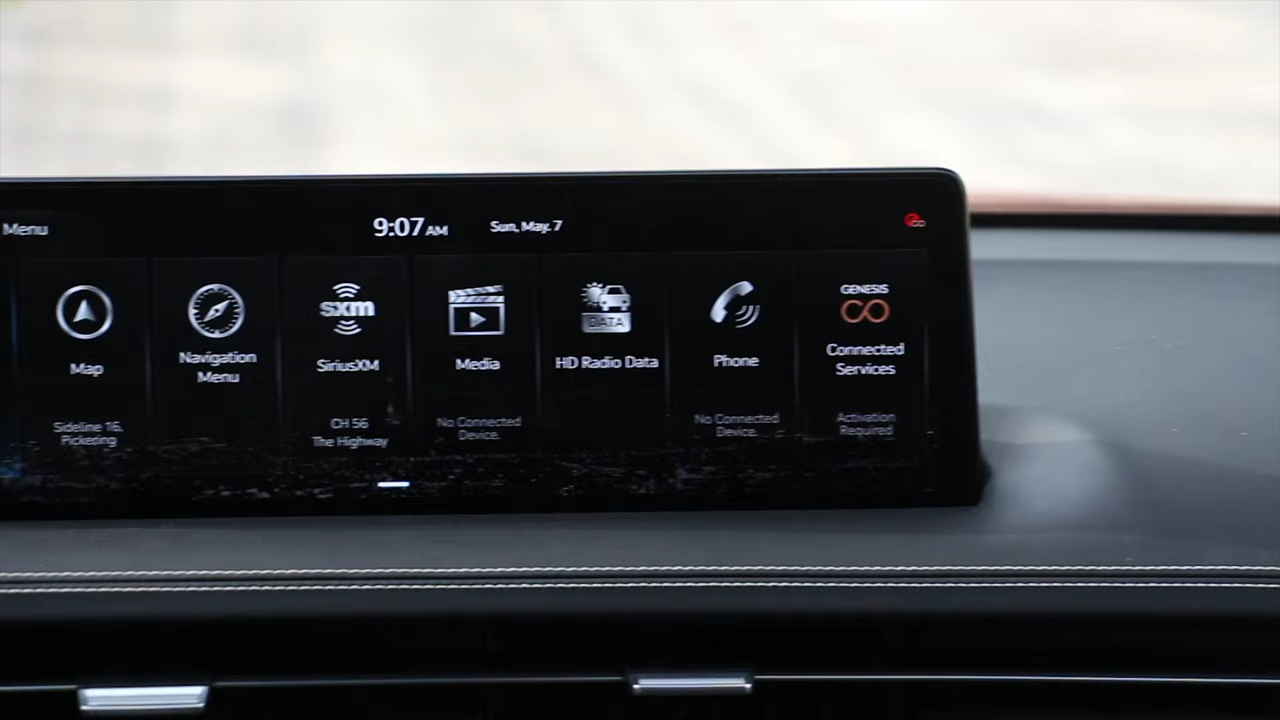 Menu
9:07 AM
Sun, May. 7
Map
Sideline 16,
Pickering
Navigation
Menu
sxm
SiriusXM
CH 56
The Highway
Media
No Connected
Device.
DATA
HD Radio Data
Phone
No Connected
Device.
GENESIS
Connected
Services
Activation
Required